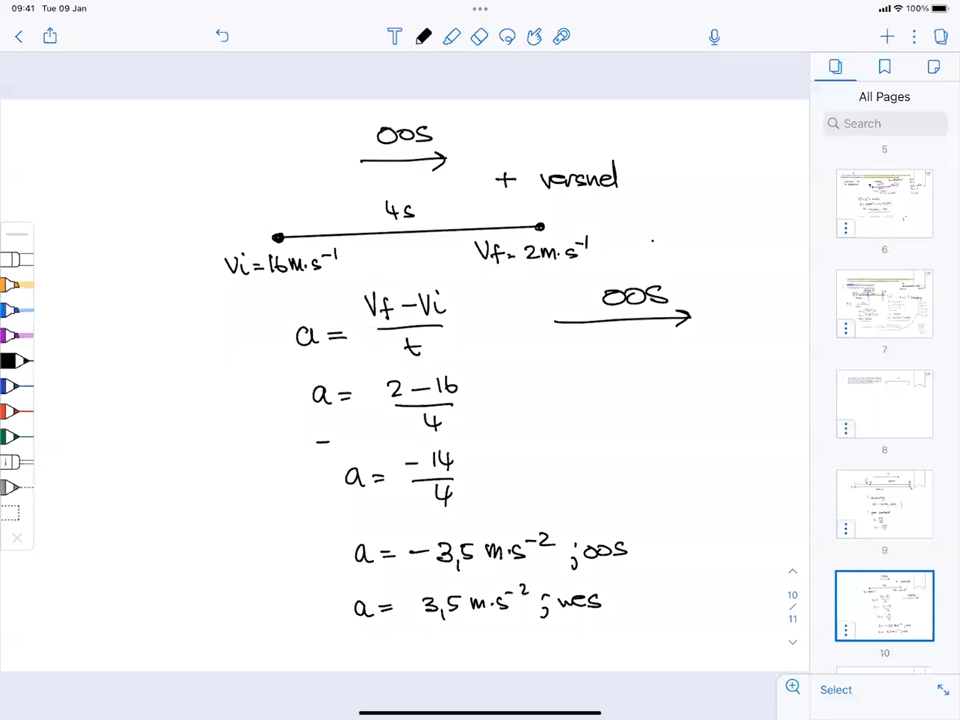 09:41 Tue 09 Jan
100%
All Pages
Search
5
6
7
8
9
10
10
/
11
Select
OOS
+ versnel
4s
Vi = 16 m·s⁻¹
Vf = 2 m·s⁻¹
OOS
a = Vf – Vi / t
a = 2 – 16 / 4
a = – 14 / 4
a = – 3,5 m·s⁻² ; oos
a = 3,5 m·s⁻² ; wes